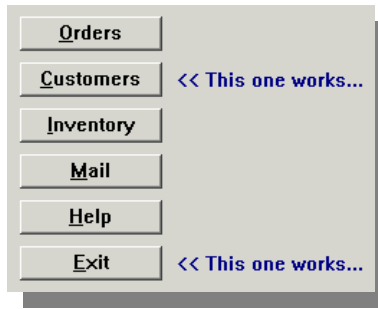 Orders
Customers << This one works...
Inventory
Mail
Help
Exit << This one works...